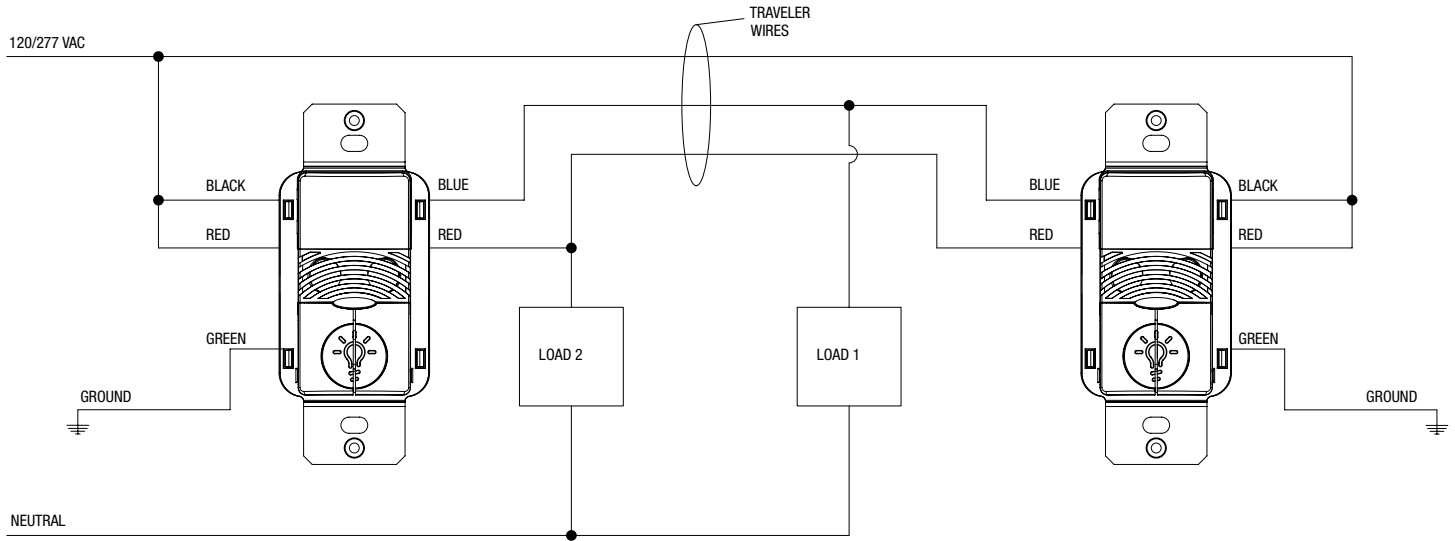 TRAVELER
WIRES
120/277 VAC
BLACK
BLUE
BLUE
BLACK
RED
RED
RED
RED
GREEN
LOAD 2
LOAD 1
GREEN
GROUND
GROUND
NEUTRAL